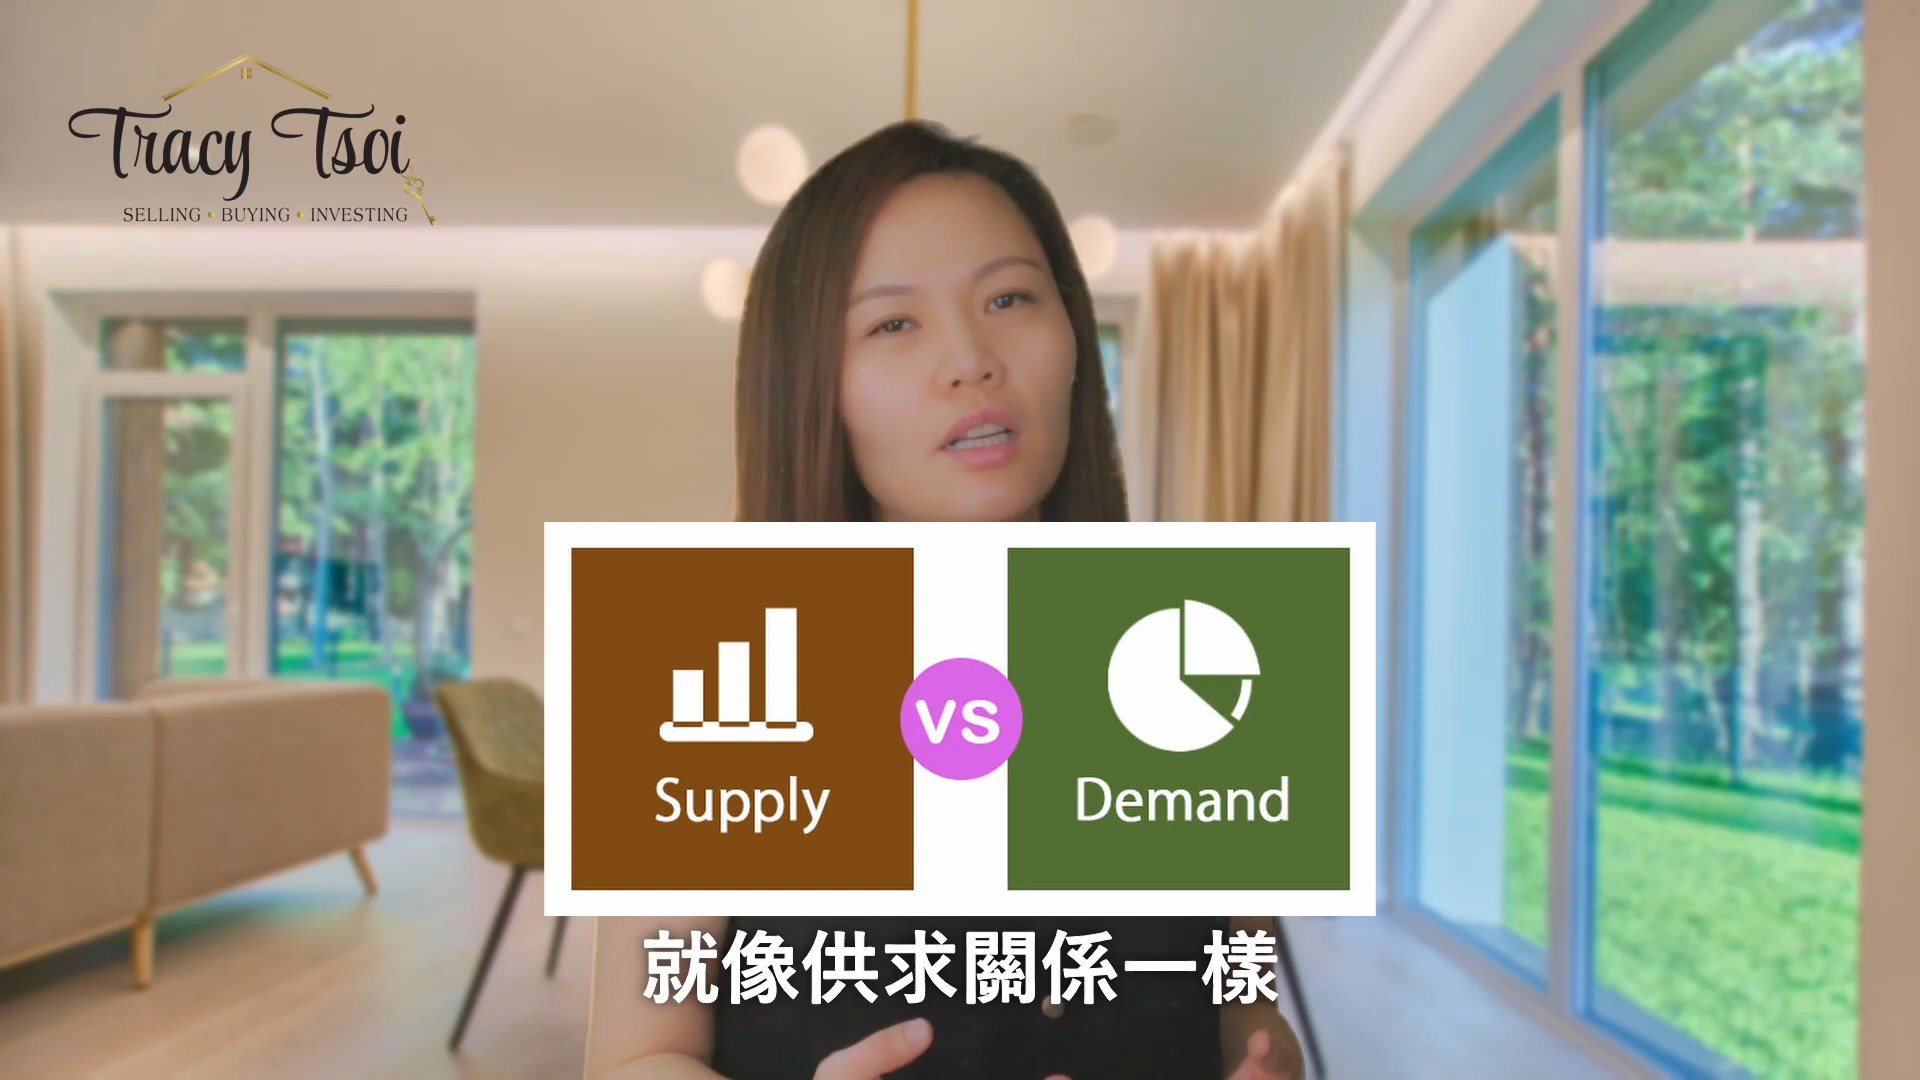 Tracy Tsoi
SELLING • BUYING • INVESTING
Supply
VS
Demand
就像供求關係一樣